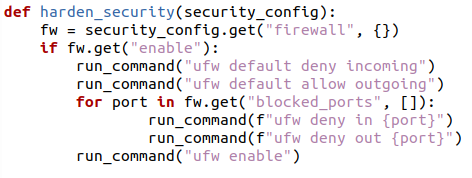 def harden_security(security_config):
    fw = security_config.get("firewall", {})
    if fw.get("enable"):
        run_command("ufw default deny incoming")
        run_command("ufw default allow outgoing")
        for port in fw.get("blocked_ports", []):
                run_command(f"ufw deny in {port}")
                run_command(f"ufw deny out {port}")
        run_command("ufw enable")